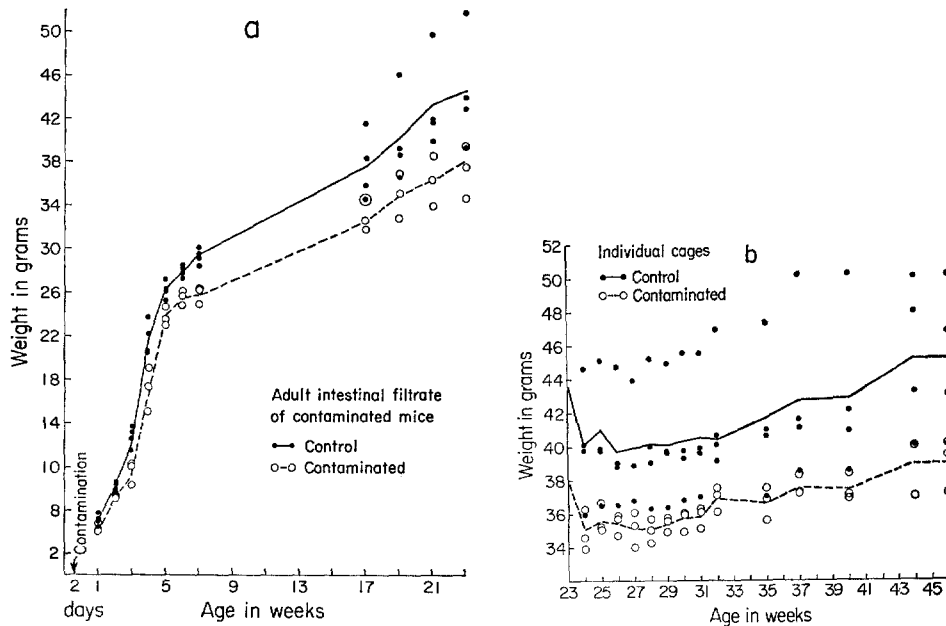 a
Weight in grams
50
46
42
38
34
30
26
22
18
10
8
2
Contamination
Adult intestinal filtrate
of contaminated mice
Control
Contaminated
2 1 3 5 7 9 13 17 21
days Age in weeks
b
Weight in grams
52
50
48
46
44
42
40
38
36
34
Individual cages
Control
Contaminated
23 25 27 29 31 33 35 37 39 41 43 45
Age in weeks